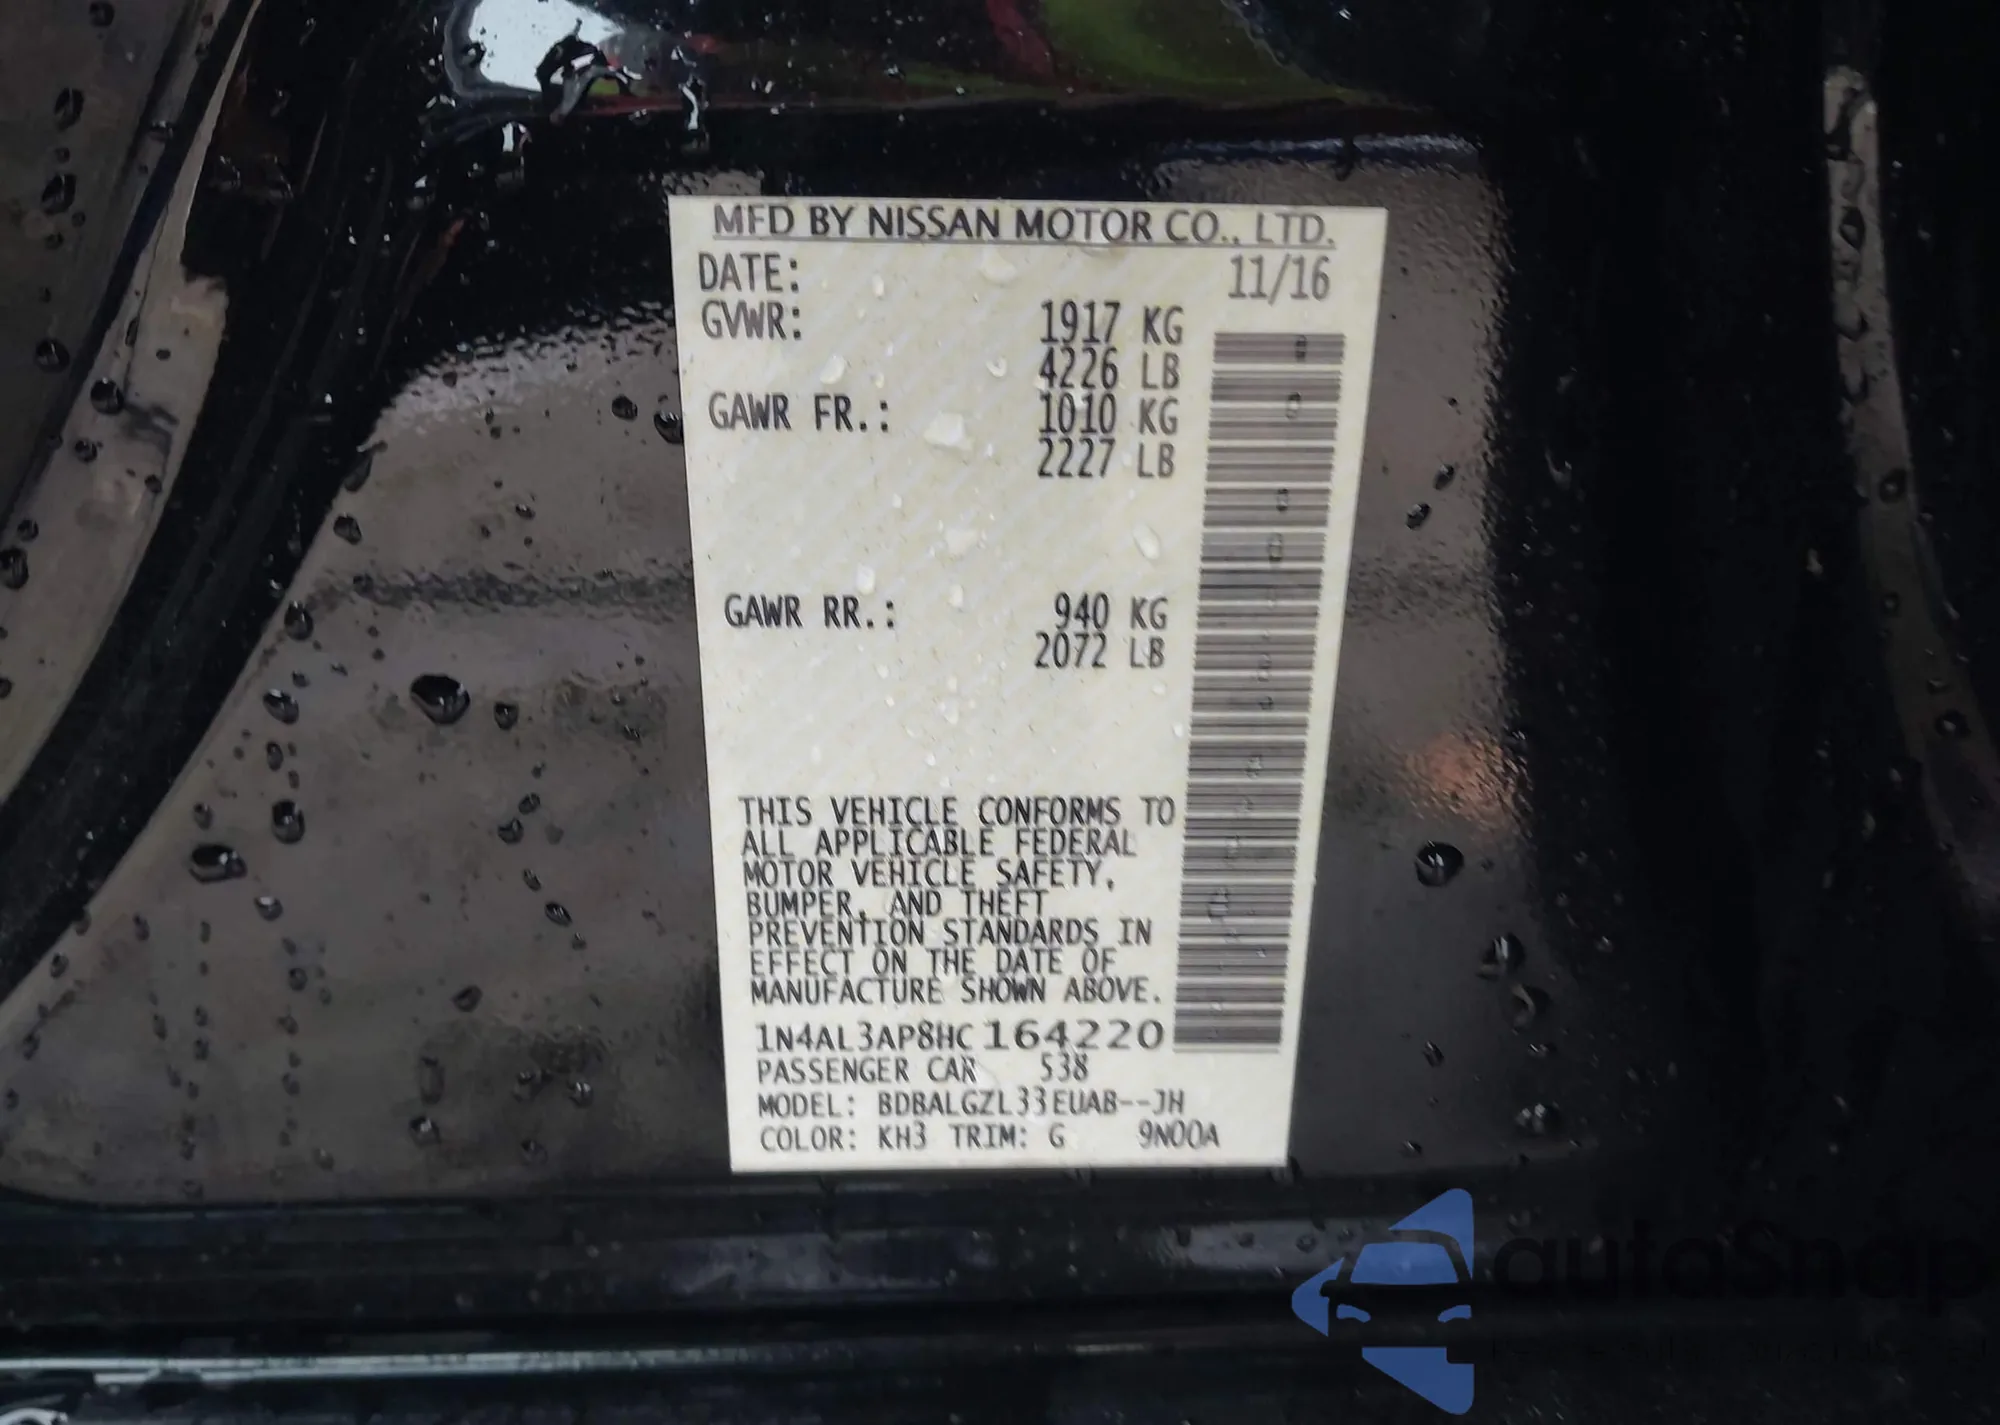 MFD BY NISSAN MOTOR CO., LTD.
DATE: 11/16
GVWR: 1917 KG
4226 LB
GAWR FR.: 1010 KG
2227 LB
GAWR RR.: 940 KG
2072 LB
THIS VEHICLE CONFORMS TO
ALL APPLICABLE FEDERAL
MOTOR VEHICLE SAFETY,
BUMPER, AND THEFT
PREVENTION STANDARDS IN
EFFECT ON THE DATE OF
MANUFACTURE SHOWN ABOVE.
1N4AL3AP8HC164220
PASSENGER CAR 538
MODEL: BDBALGZL33EUAB--JH
COLOR: KH3 TRIM: G 9N00A
autoSnap